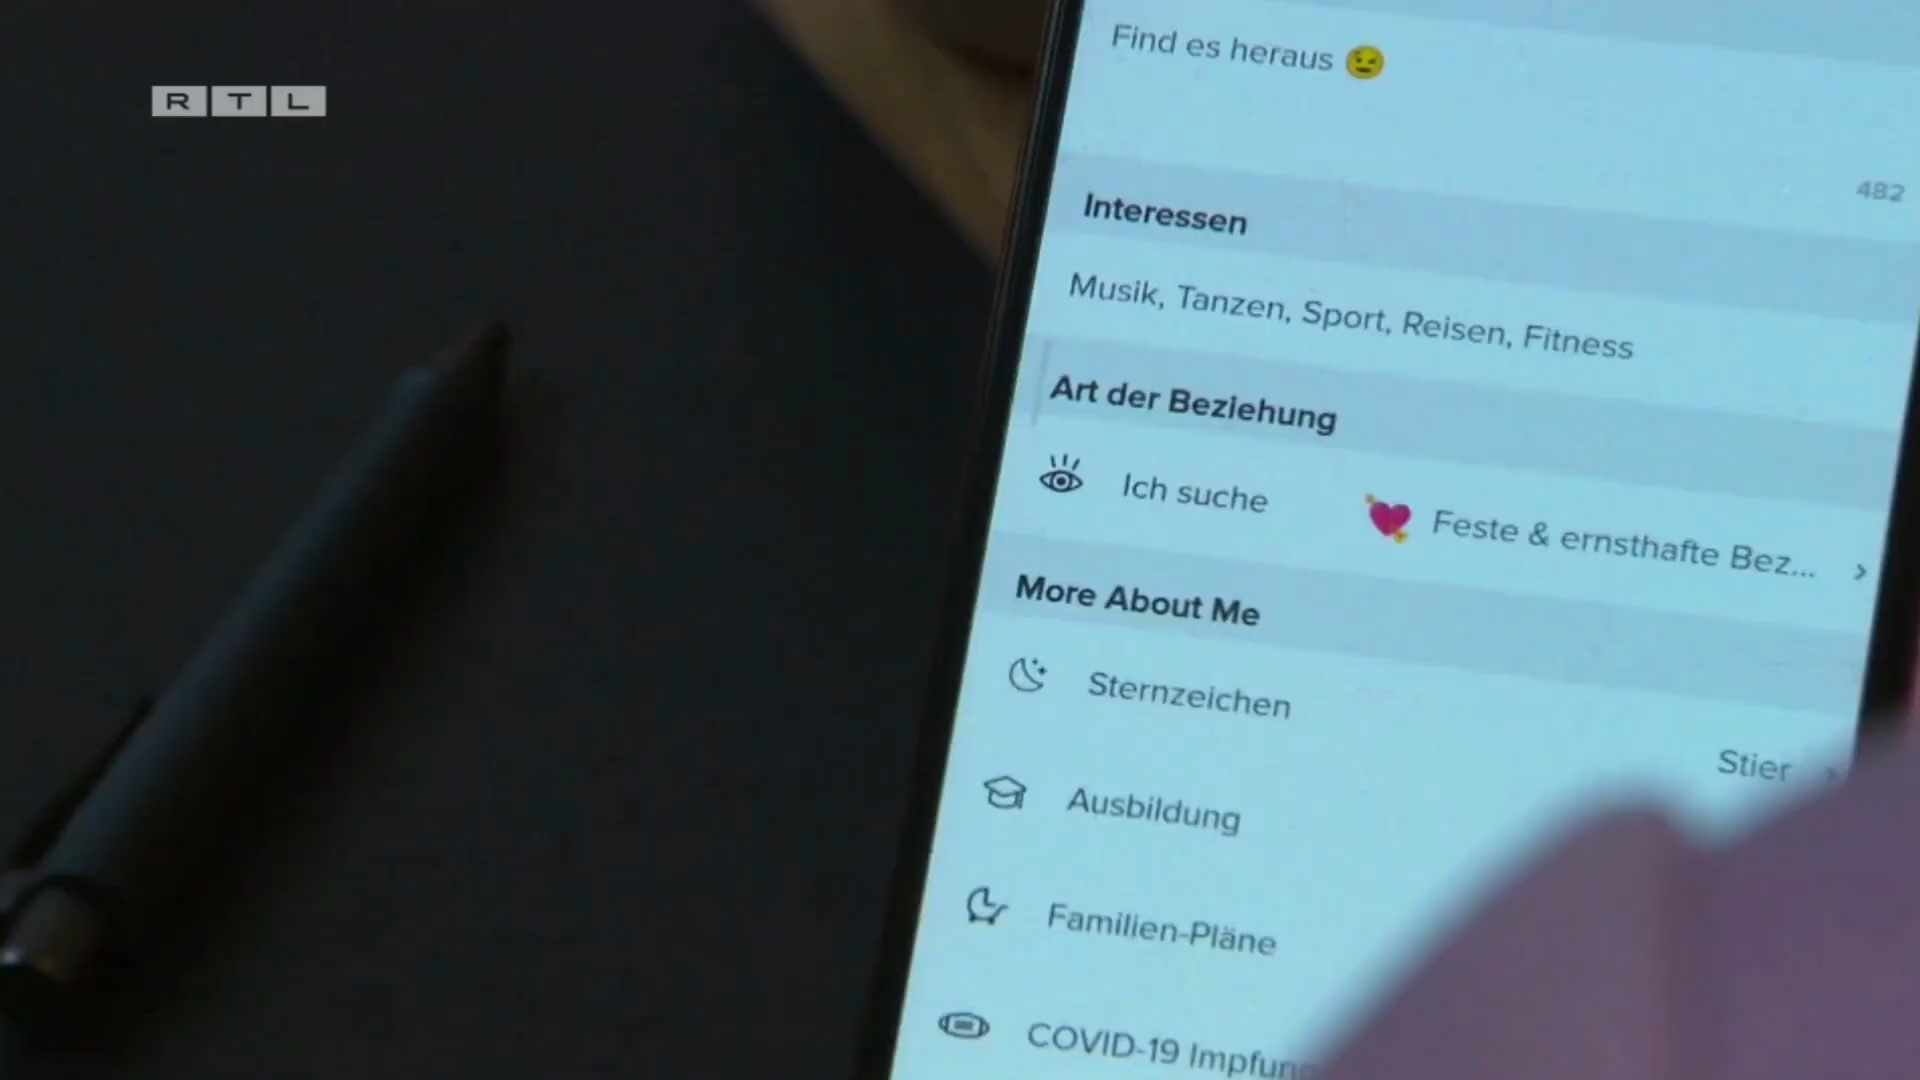 RTL
Find es heraus 😉
482
Interessen
Musik, Tanzen, Sport, Reisen, Fitness
Art der Beziehung
Ich suche 💘 Feste & ernsthafte Bez... >
More About Me
Sternzeichen
Stier
Ausbildung
Familien-Pläne
COVID-19 Impfung